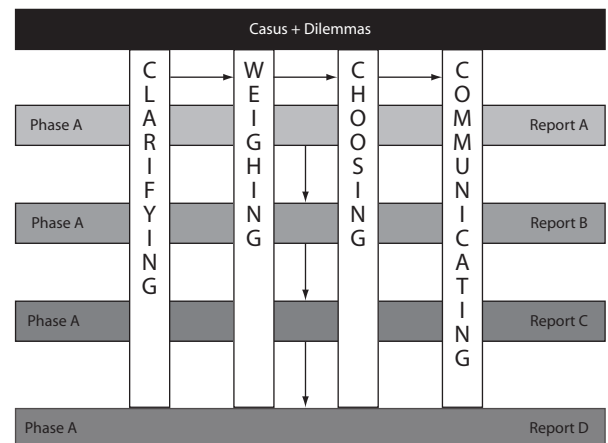 Casus + Dilemmas
CLARIFYING
WEIGHING
CHOOSING
COMMUNICATING
Phase A
Report A
Phase A
Report B
Phase A
Report C
Phase A
Report D